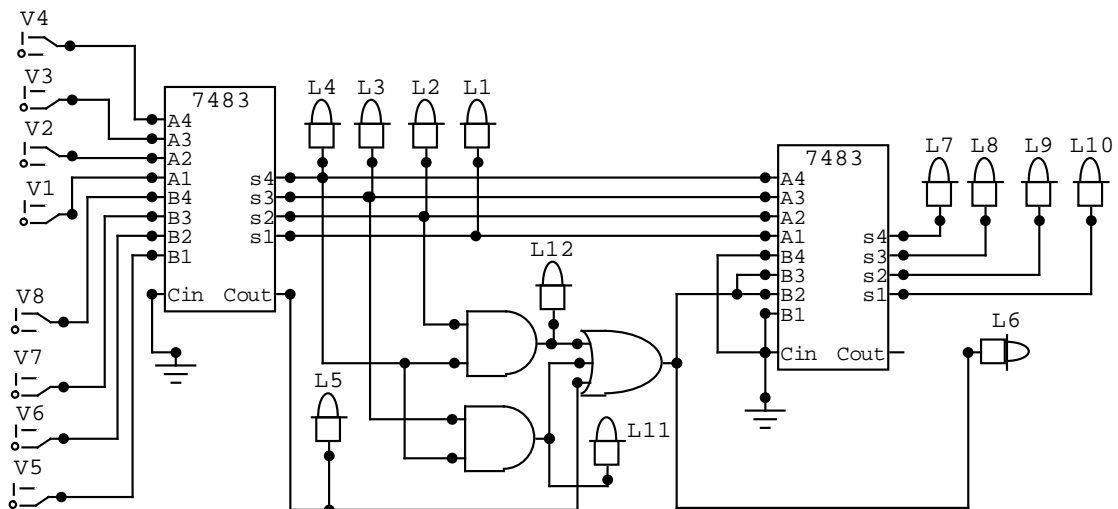 V4
V3
V2
V1
V8
V7
V6
V5
7483
A4
A3
A2
A1
B4
B3
B2
B1
Cin
s4
s3
s2
s1
Cout
L4
L3
L2
L1
L12
L5
L11
7483
A4
A3
A2
A1
B4
B3
B2
B1
Cin
s4
s3
s2
s1
Cout
L7
L8
L9
L10
L6